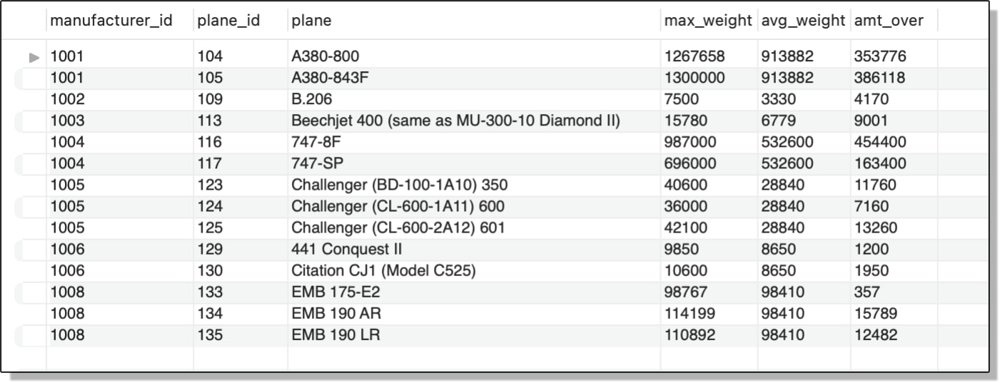 manufacturer_id plane_id plane max_weight avg_weight amt_over
1001 104 A380-800 1267658 913882 353776
1001 105 A380-843F 1300000 913882 386118
1002 109 B.206 7500 3330 4170
1003 113 Beechjet 400 (same as MU-300-10 Diamond II) 15780 6779 9001
1004 116 747-8F 987000 532600 454400
1004 117 747-SP 696000 532600 163400
1005 123 Challenger (BD-100-1A10) 350 40600 28840 11760
1005 124 Challenger (CL-600-1A11) 600 36000 28840 7160
1005 125 Challenger (CL-600-2A12) 601 42100 28840 13260
1006 129 441 Conquest II 9850 8650 1200
1006 130 Citation CJ1 (Model C525) 10600 8650 1950
1008 133 EMB 175-E2 98767 98410 357
1008 134 EMB 190 AR 114199 98410 15789
1008 135 EMB 190 LR 110892 98410 12482